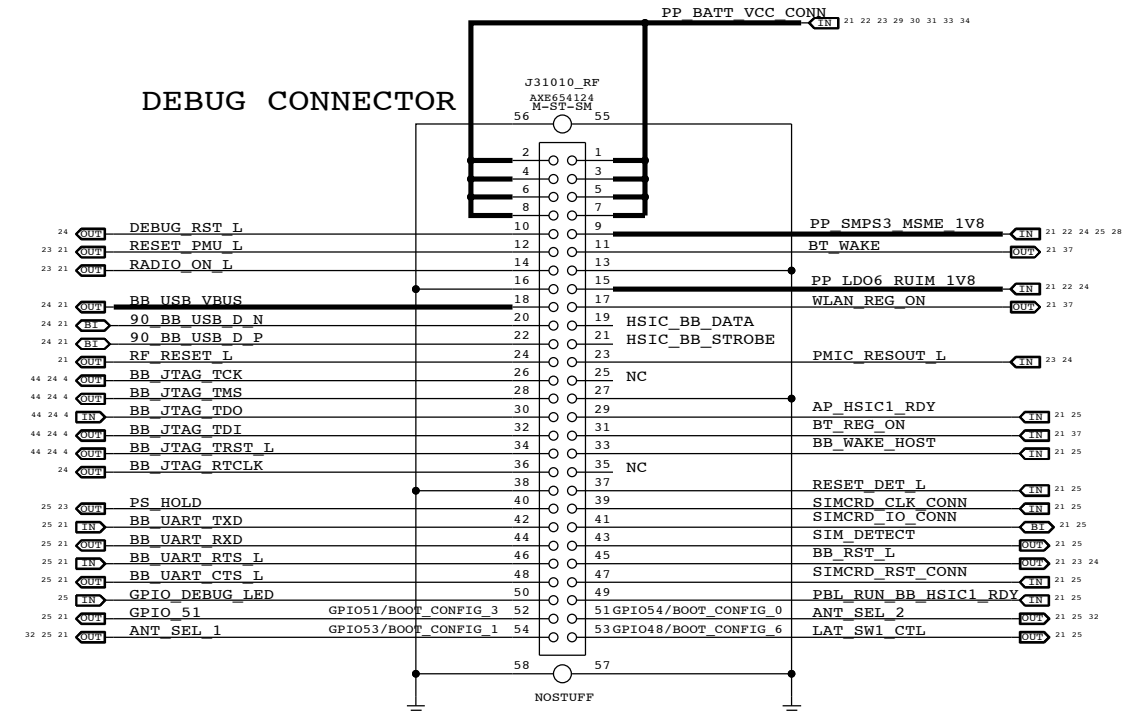 PP_BATT_VCC_CONN
IN 21 22 23 29 30 31 33 34
J31010_RF
DEBUG CONNECTOR
AXE654124
M-ST-SM
56 55
2 1
4 3
6 5
8 7
24 OUT DEBUG_RST_L 10 9 PP_SMPS3_MSME_1V8 IN 21 22 24 25 28
23 21 OUT RESET_PMU_L 12 11 BT_WAKE OUT 21 37
23 21 OUT RADIO_ON_L 14 13
16 15 PP_LDO6_RUIM_1V8 IN 21 22 24
24 21 OUT BB_USB_VBUS 18 17 WLAN_REG_ON OUT 21 37
24 21 BI 90_BB_USB_D_N 20 19 HSIC_BB_DATA
24 21 BI 90_BB_USB_D_P 22 21 HSIC_BB_STROBE
21 OUT RF_RESET_L 24 23 PMIC_RESOUT_L IN 23 24
44 24 4 OUT BB_JTAG_TCK 26 25 NC
44 24 4 OUT BB_JTAG_TMS 28 27
44 24 4 IN BB_JTAG_TDO 30 29 AP_HSIC1_RDY IN 21 25
44 24 4 OUT BB_JTAG_TDI 32 31 BT_REG_ON IN 21 37
44 24 4 OUT BB_JTAG_TRST_L 34 33 BB_WAKE_HOST IN 21 25
24 OUT BB_JTAG_RTCLK 36 35 NC
38 37 RESET_DET_L IN 21 25
25 23 OUT PS_HOLD 40 39 SIMCRD_CLK_CONN IN 21 25
25 21 IN BB_UART_TXD 42 41 SIMCRD_IO_CONN BI 21 25
25 21 OUT BB_UART_RXD 44 43 SIM_DETECT OUT 21 25
25 21 IN BB_UART_RTS_L 46 45 BB_RST_L OUT 21 23 24
25 21 OUT BB_UART_CTS_L 48 47 SIMCRD_RST_CONN IN 21 25
25 IN GPIO_DEBUG_LED 50 49 PBL_RUN_BB_HSIC1_RDY IN 21 25
25 21 OUT GPIO_51 GPIO51/BOOT_CONFIG_3 52 51 GPIO54/BOOT_CONFIG_0 ANT_SEL_2 OUT 21 25 32
32 25 21 OUT ANT_SEL_1 GPIO53/BOOT_CONFIG_1 54 53 GPIO48/BOOT_CONFIG_6 LAT_SW1_CTL OUT 21 25
58 57
NOSTUFF